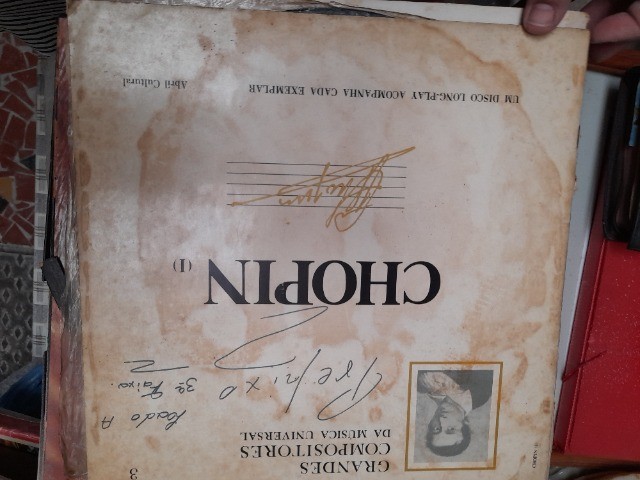 GRANDES
COMPOSITORES
DA MÚSICA UNIVERSAL
3
Prefixo
Lado A
3ª Faixa.
CHOPIN (I)
UM DISCO LONG-PLAY ACOMPANHA CADA EXEMPLAR
Abril Cultural